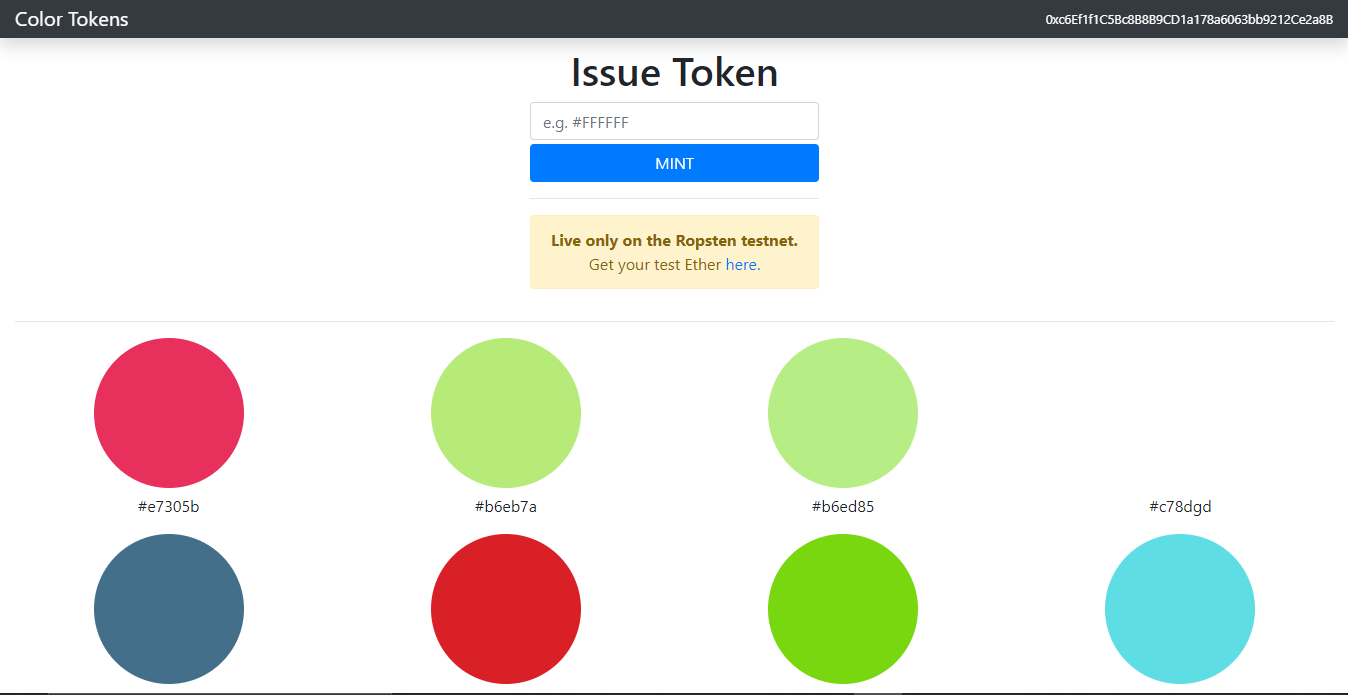 Color Tokens
0xc6Ef1f1C5Bc8B8B9CD1a178a6063bb9212Ce2a8B
Issue Token
e.g. #FFFFFF
MINT
Live only on the Ropsten testnet.
Get your test Ether here.
#e7305b
#b6eb7a
#b6ed85
#c78dgd